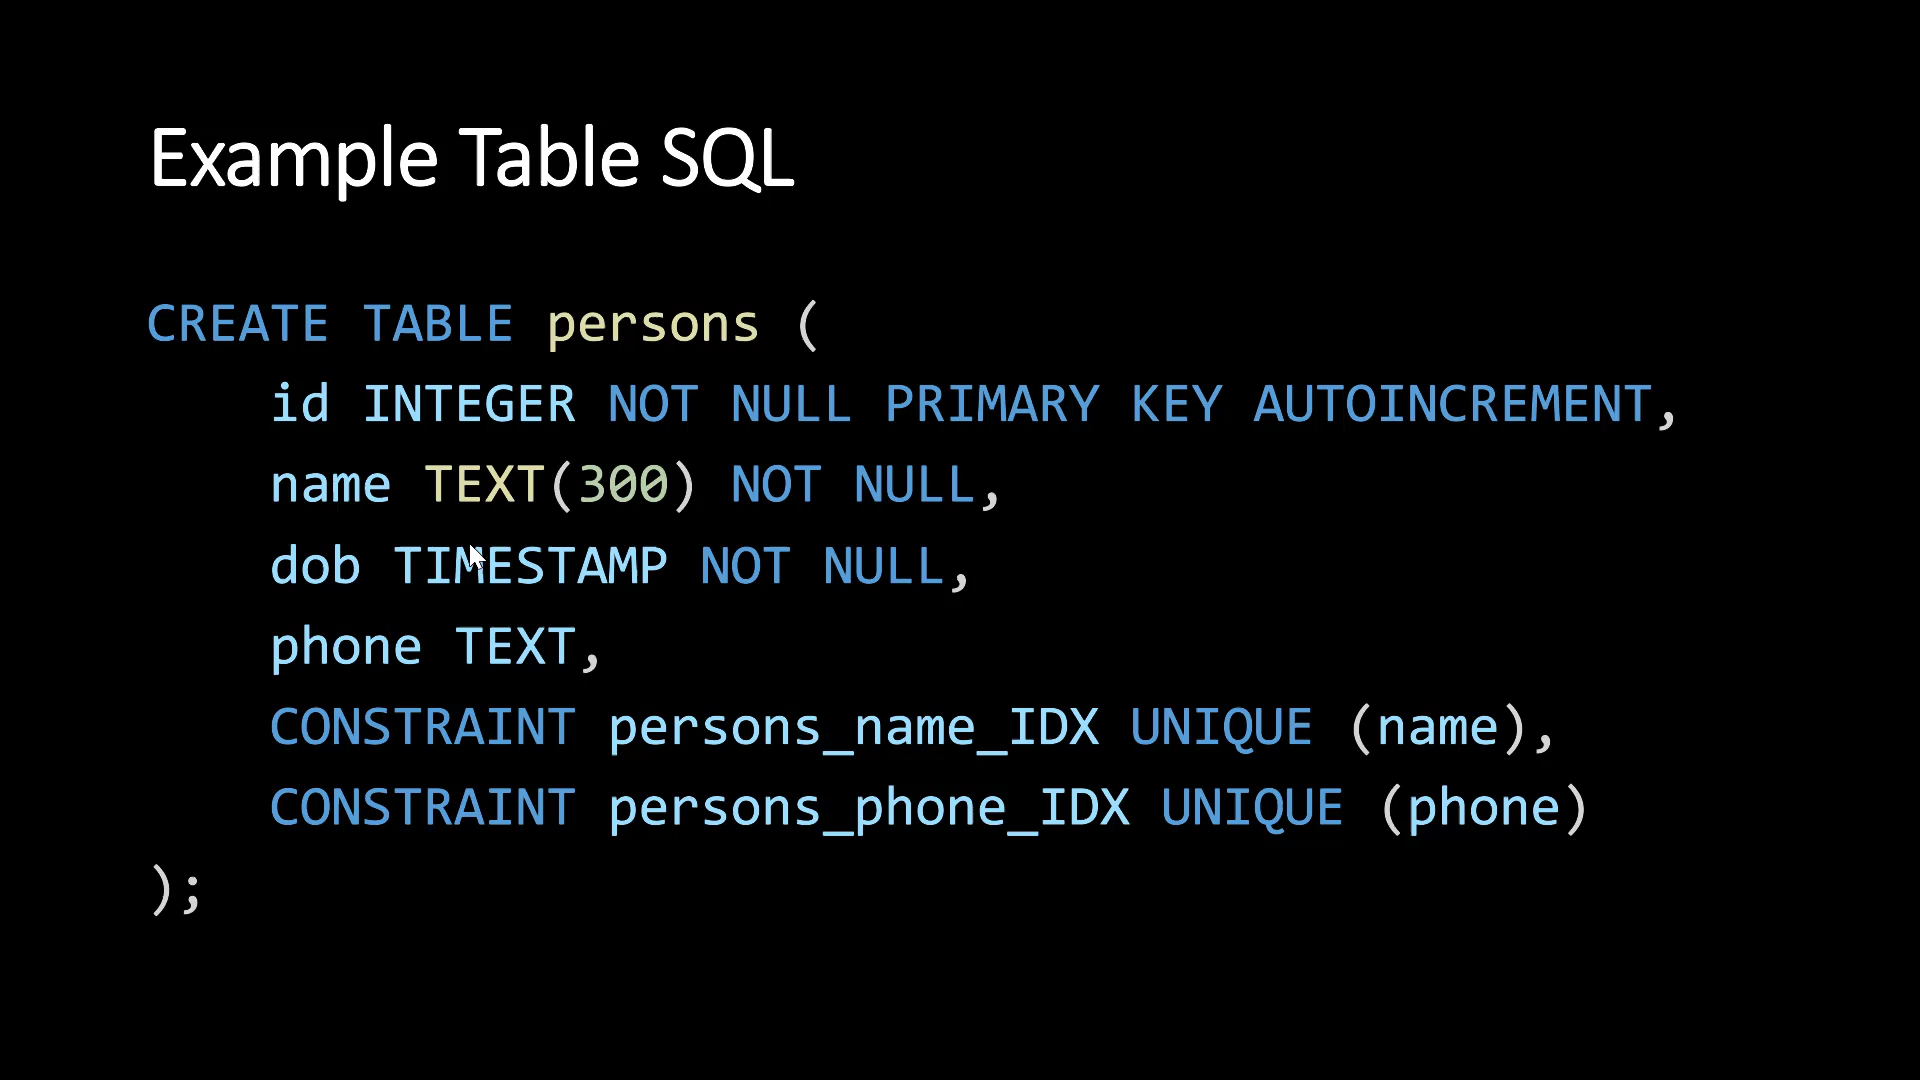 Example Table SQL
CREATE TABLE persons (
    id INTEGER NOT NULL PRIMARY KEY AUTOINCREMENT,
    name TEXT(300) NOT NULL,
    dob TIMESTAMP NOT NULL,
    phone TEXT,
    CONSTRAINT persons_name_IDX UNIQUE (name),
    CONSTRAINT persons_phone_IDX UNIQUE (phone)
);